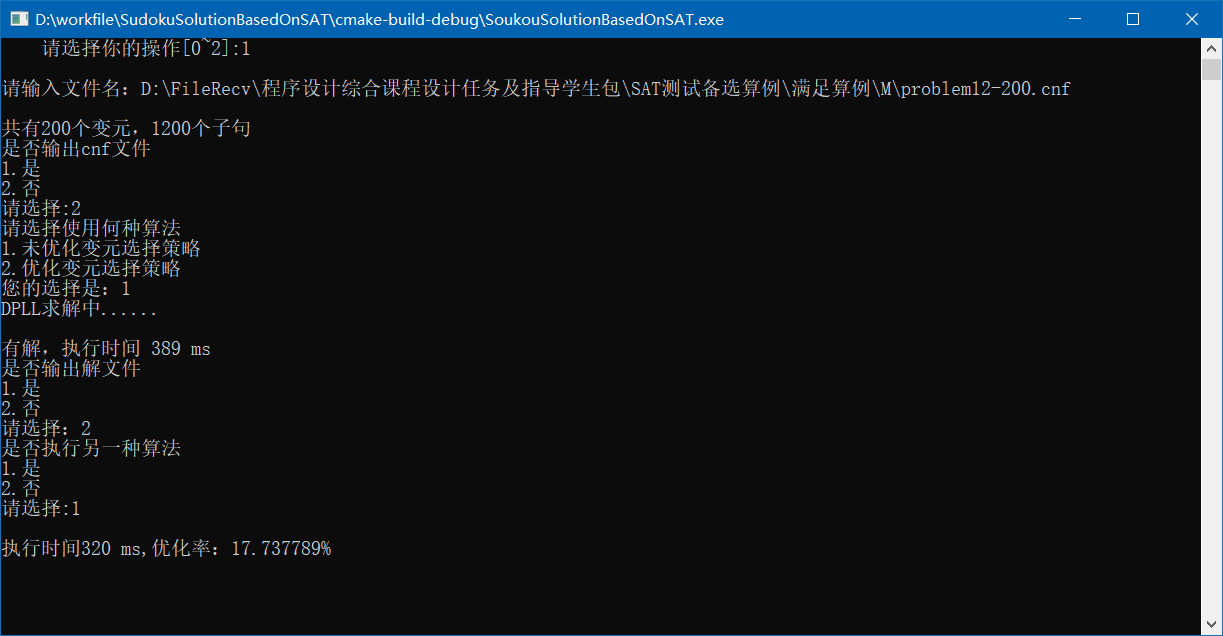 D:\workfile\SudokuSolutionBasedOnSAT\cmake-build-debug\SoukouSolutionBasedOnSAT.exe
请选择你的操作[0~2]:1
请输入文件名：D:\FileRecv\程序设计综合课程设计任务及指导学生包\SAT测试备选算例\满足算例\M\problem12-200.cnf
共有200个变元，1200个子句
是否输出cnf文件
1.是
2.否
请选择:2
请选择使用何种算法
1.未优化变元选择策略
2.优化变元选择策略
您的选择是：1
DPLL求解中......
有解，执行时间 389 ms
是否输出解文件
1.是
2.否
请选择：2
是否执行另一种算法
1.是
2.否
请选择:1
执行时间320 ms,优化率：17.737789%